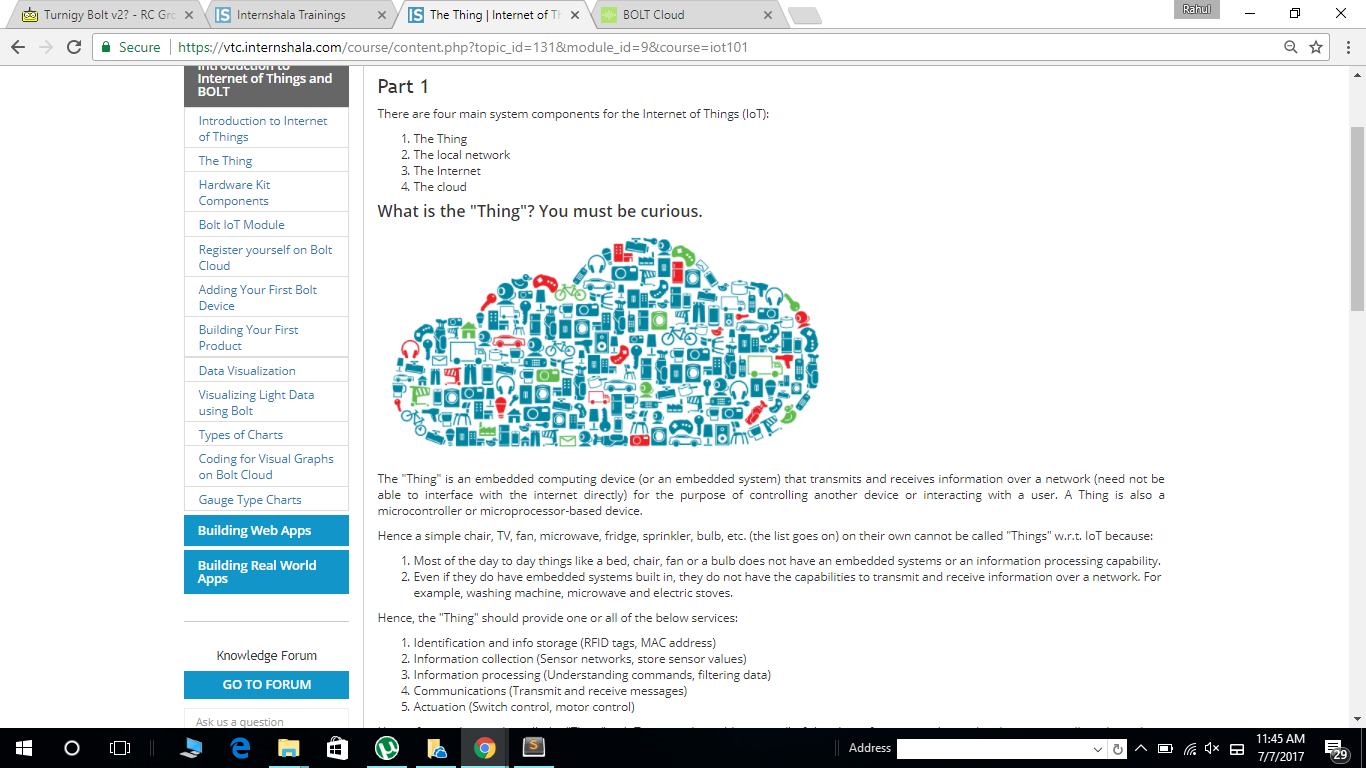 Turnigy Bolt v2? - RC Gro
Internshala Trainings
The Thing | Internet of Th
BOLT Cloud
Rahul
Secure
https://vtc.internshala.com/course/content.php?topic_id=131&module_id=9&course=iot101
Introduction to
Internet of Things and
BOLT
Introduction to Internet
of Things
The Thing
Hardware Kit
Components
Bolt IoT Module
Register yourself on Bolt
Cloud
Adding Your First Bolt
Device
Building Your First
Product
Data Visualization
Visualizing Light Data
using Bolt
Types of Charts
Coding for Visual Graphs
on Bolt Cloud
Gauge Type Charts
Building Web Apps
Building Real World
Apps
Knowledge Forum
GO TO FORUM
Ask us a question
Part 1
There are four main system components for the Internet of Things (IoT):
1. The Thing
2. The local network
3. The Internet
4. The cloud
What is the "Thing"? You must be curious.
The "Thing" is an embedded computing device (or an embedded system) that transmits and receives information over a network (need not be
able to interface with the internet directly) for the purpose of controlling another device or interacting with a user. A Thing is also a
microcontroller or microprocessor-based device.
Hence a simple chair, TV, fan, microwave, fridge, sprinkler, bulb, etc. (the list goes on) on their own cannot be called "Things" w.r.t. IoT because:
1. Most of the day to day things like a bed, chair, fan or a bulb does not have an embedded systems or an information processing capability.
2. Even if they do have embedded systems built in, they do not have the capabilities to transmit and receive information over a network. For
example, washing machine, microwave and electric stoves.
Hence, the "Thing" should provide one or all of the below services:
1. Identification and info storage (RFID tags, MAC address)
2. Information collection (Sensor networks, store sensor values)
3. Information processing (Understanding commands, filtering data)
4. Communications (Transmit and receive messages)
5. Actuation (Switch control, motor control)
Address
11:45 AM
7/7/2017
29